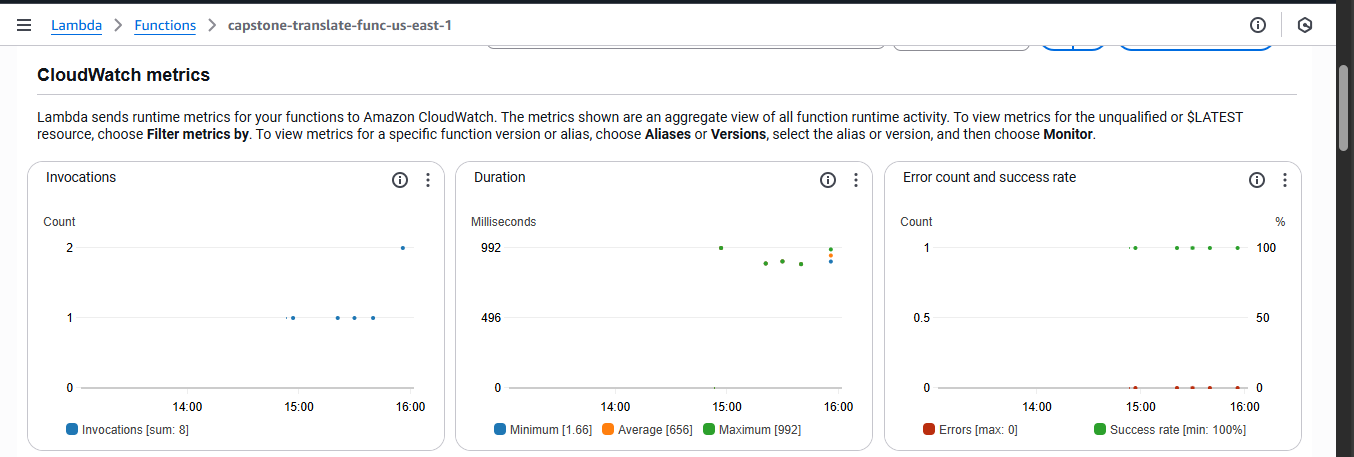 Lambda > Functions > capstone-translate-func-us-east-1
CloudWatch metrics
Lambda sends runtime metrics for your functions to Amazon CloudWatch. The metrics shown are an aggregate view of all function runtime activity. To view metrics for the unqualified or $LATEST
resource, choose Filter metrics by. To view metrics for a specific function version or alias, choose Aliases or Versions, select the alias or version, and then choose Monitor.
Invocations
Count
2
1
0
14:00 15:00 16:00
Invocations [sum: 8]
Duration
Milliseconds
992
496
0
14:00 15:00 16:00
Minimum [1.66] Average [656] Maximum [992]
Error count and success rate
Count %
1 100
0.5 50
0 0
14:00 15:00 16:00
Errors [max: 0] Success rate [min: 100%]